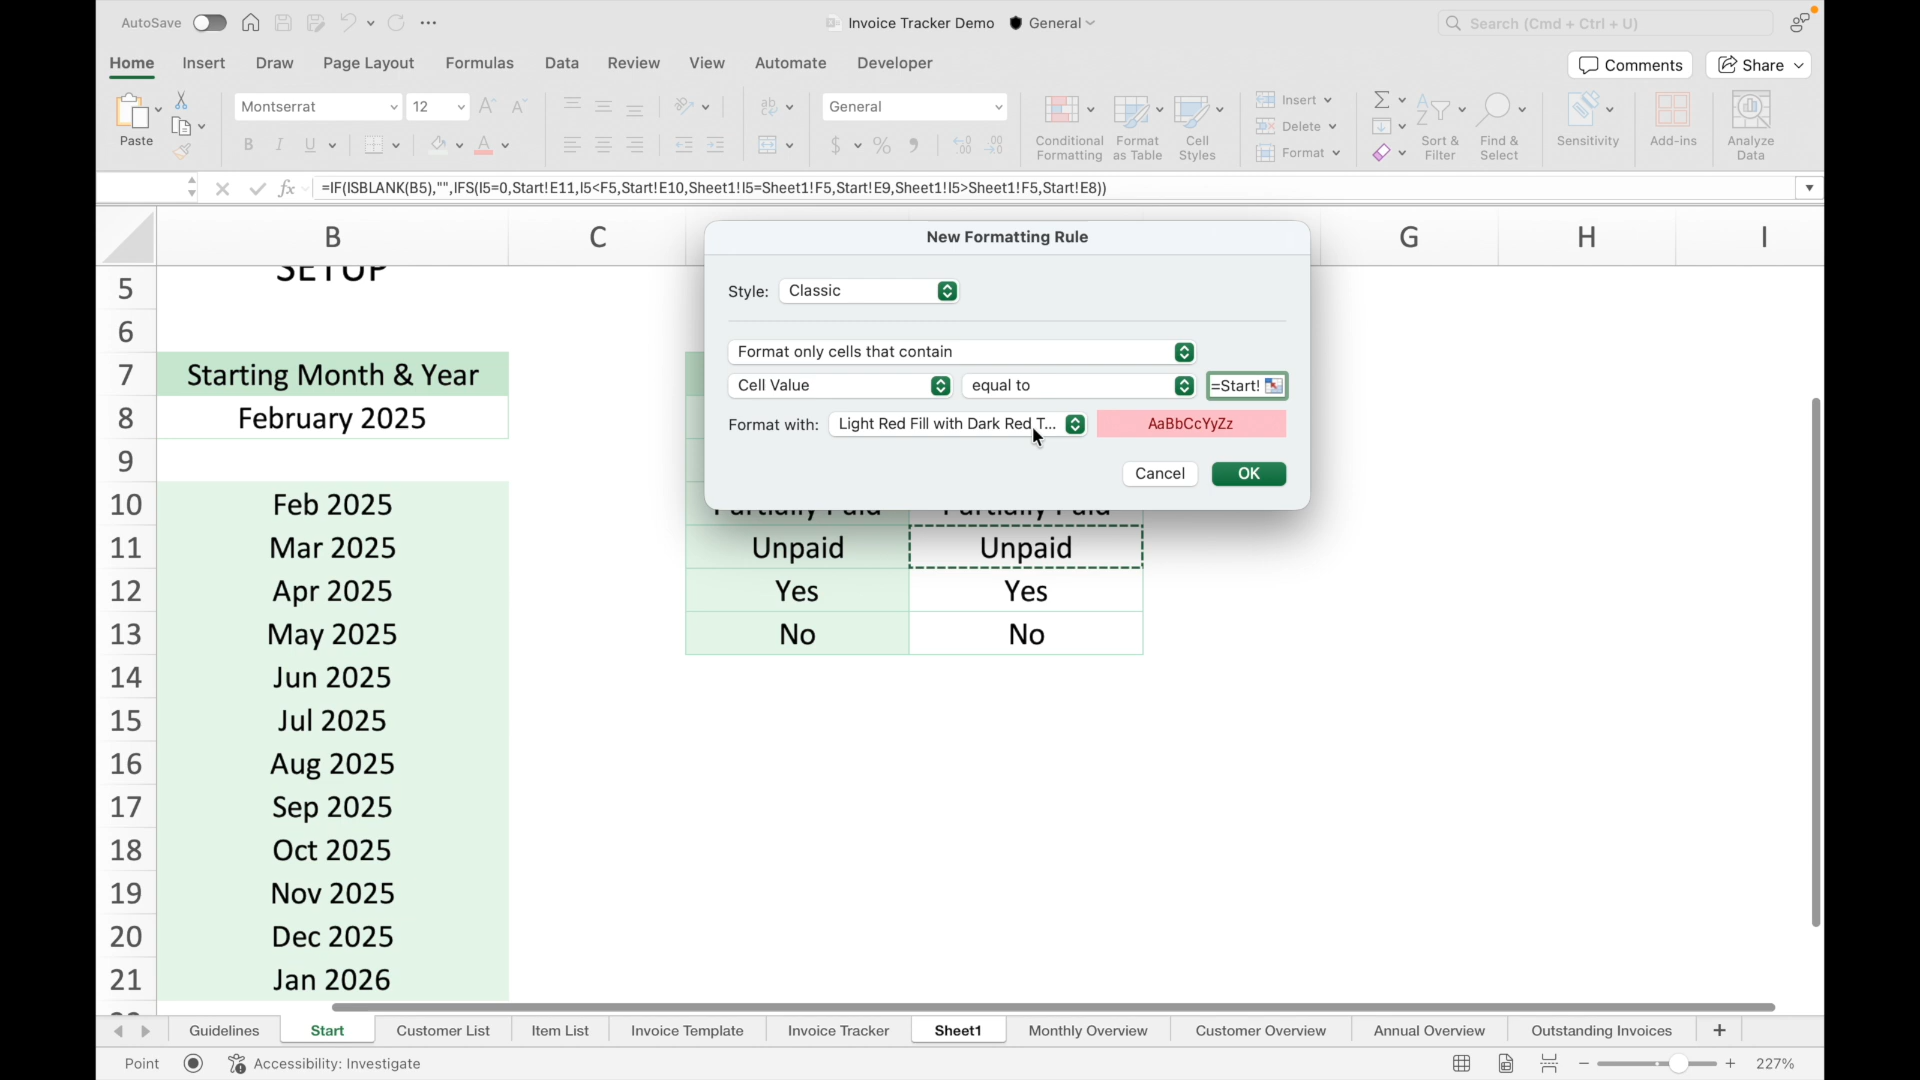 AutoSave
Invoice Tracker Demo
General
Search (Cmd + Ctrl + U)
Home
Insert
Draw
Page Layout
Formulas
Data
Review
View
Automate
Developer
Comments
Share
Paste
Montserrat
12
A
A
B
I
U
A
ab
General
$
%
Conditional
Formatting
Format
as Table
Cell
Styles
Insert
Delete
Format
Sort &
Filter
Find &
Select
Sensitivity
Add-ins
Analyze
Data
fx
=IF(ISBLANK(B5),"",IFS(I5=0,Start!E11,I5<F5,Start!E10,Sheet1!I5=Sheet1!F5,Start!E9,Sheet1!I5>Sheet1!F5,Start!E8))
B
C
G
H
I
New Formatting Rule
Style:
Classic
Format only cells that contain
Cell Value
equal to
=Start!
Format with:
Light Red Fill with Dark Red T...
AaBbCcYyZz
Cancel
OK
5
SETUP
6
7
Starting Month & Year
8
February 2025
9
10
Feb 2025
Partially Paid
Partially Paid
11
Mar 2025
Unpaid
Unpaid
12
Apr 2025
Yes
Yes
13
May 2025
No
No
14
Jun 2025
15
Jul 2025
16
Aug 2025
17
Sep 2025
18
Oct 2025
19
Nov 2025
20
Dec 2025
21
Jan 2026
Guidelines
Start
Customer List
Item List
Invoice Template
Invoice Tracker
Sheet1
Monthly Overview
Customer Overview
Annual Overview
Outstanding Invoices
Point
Accessibility: Investigate
227%